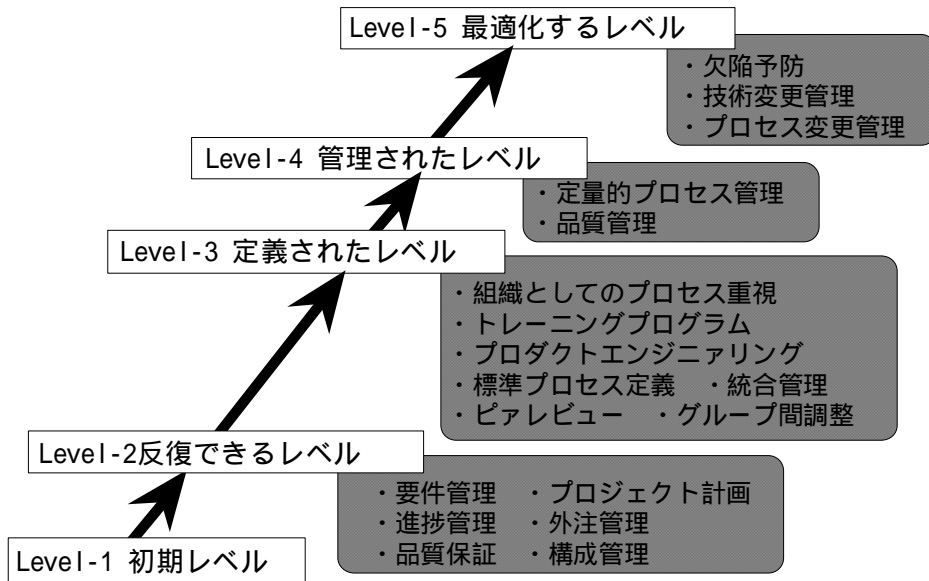 Level-5 最適化するレベル
・欠陥予防
・技術変更管理
・プロセス変更管理
Level-4 管理されたレベル
・定量的プロセス管理
・品質管理
Level-3 定義されたレベル
・組織としてのプロセス重視
・トレーニングプログラム
・プロダクトエンジニァリング
・標準プロセス定義 ・統合管理
・ピァレビュー ・グループ間調整
Level-2反復できるレベル
・要件管理 ・プロジェクト計画
・進捗管理 ・外注管理
・品質保証 ・構成管理
Level-1 初期レベル